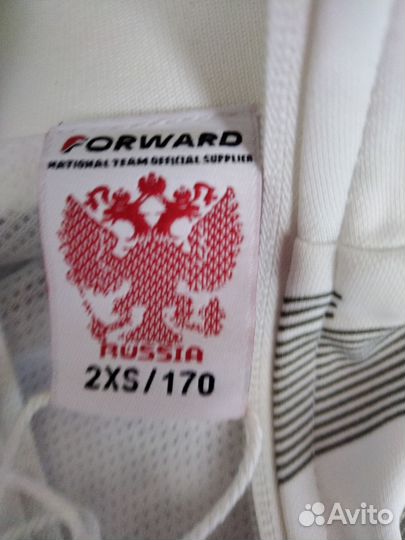 FORWARD
NATIONAL TEAM OFFICIAL SUPPLIER
RUSSIA
2XS/170
Avito